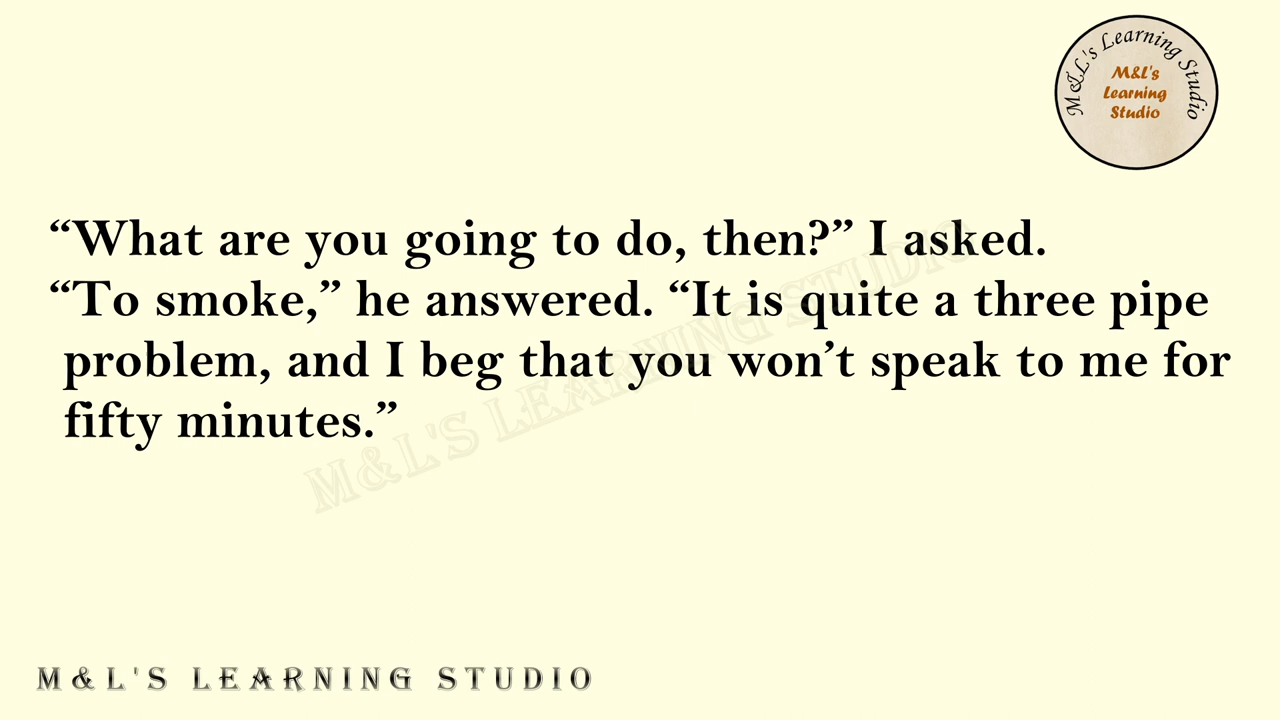 M&L's Learning Studio
M&L's
Learning
Studio
“What are you going to do, then?” I asked.
“To smoke,” he answered. “It is quite a three pipe
problem, and I beg that you won’t speak to me for
fifty minutes.”
M&L'S LEARNING STUDIO
M&L'S LEARNING STUDIO